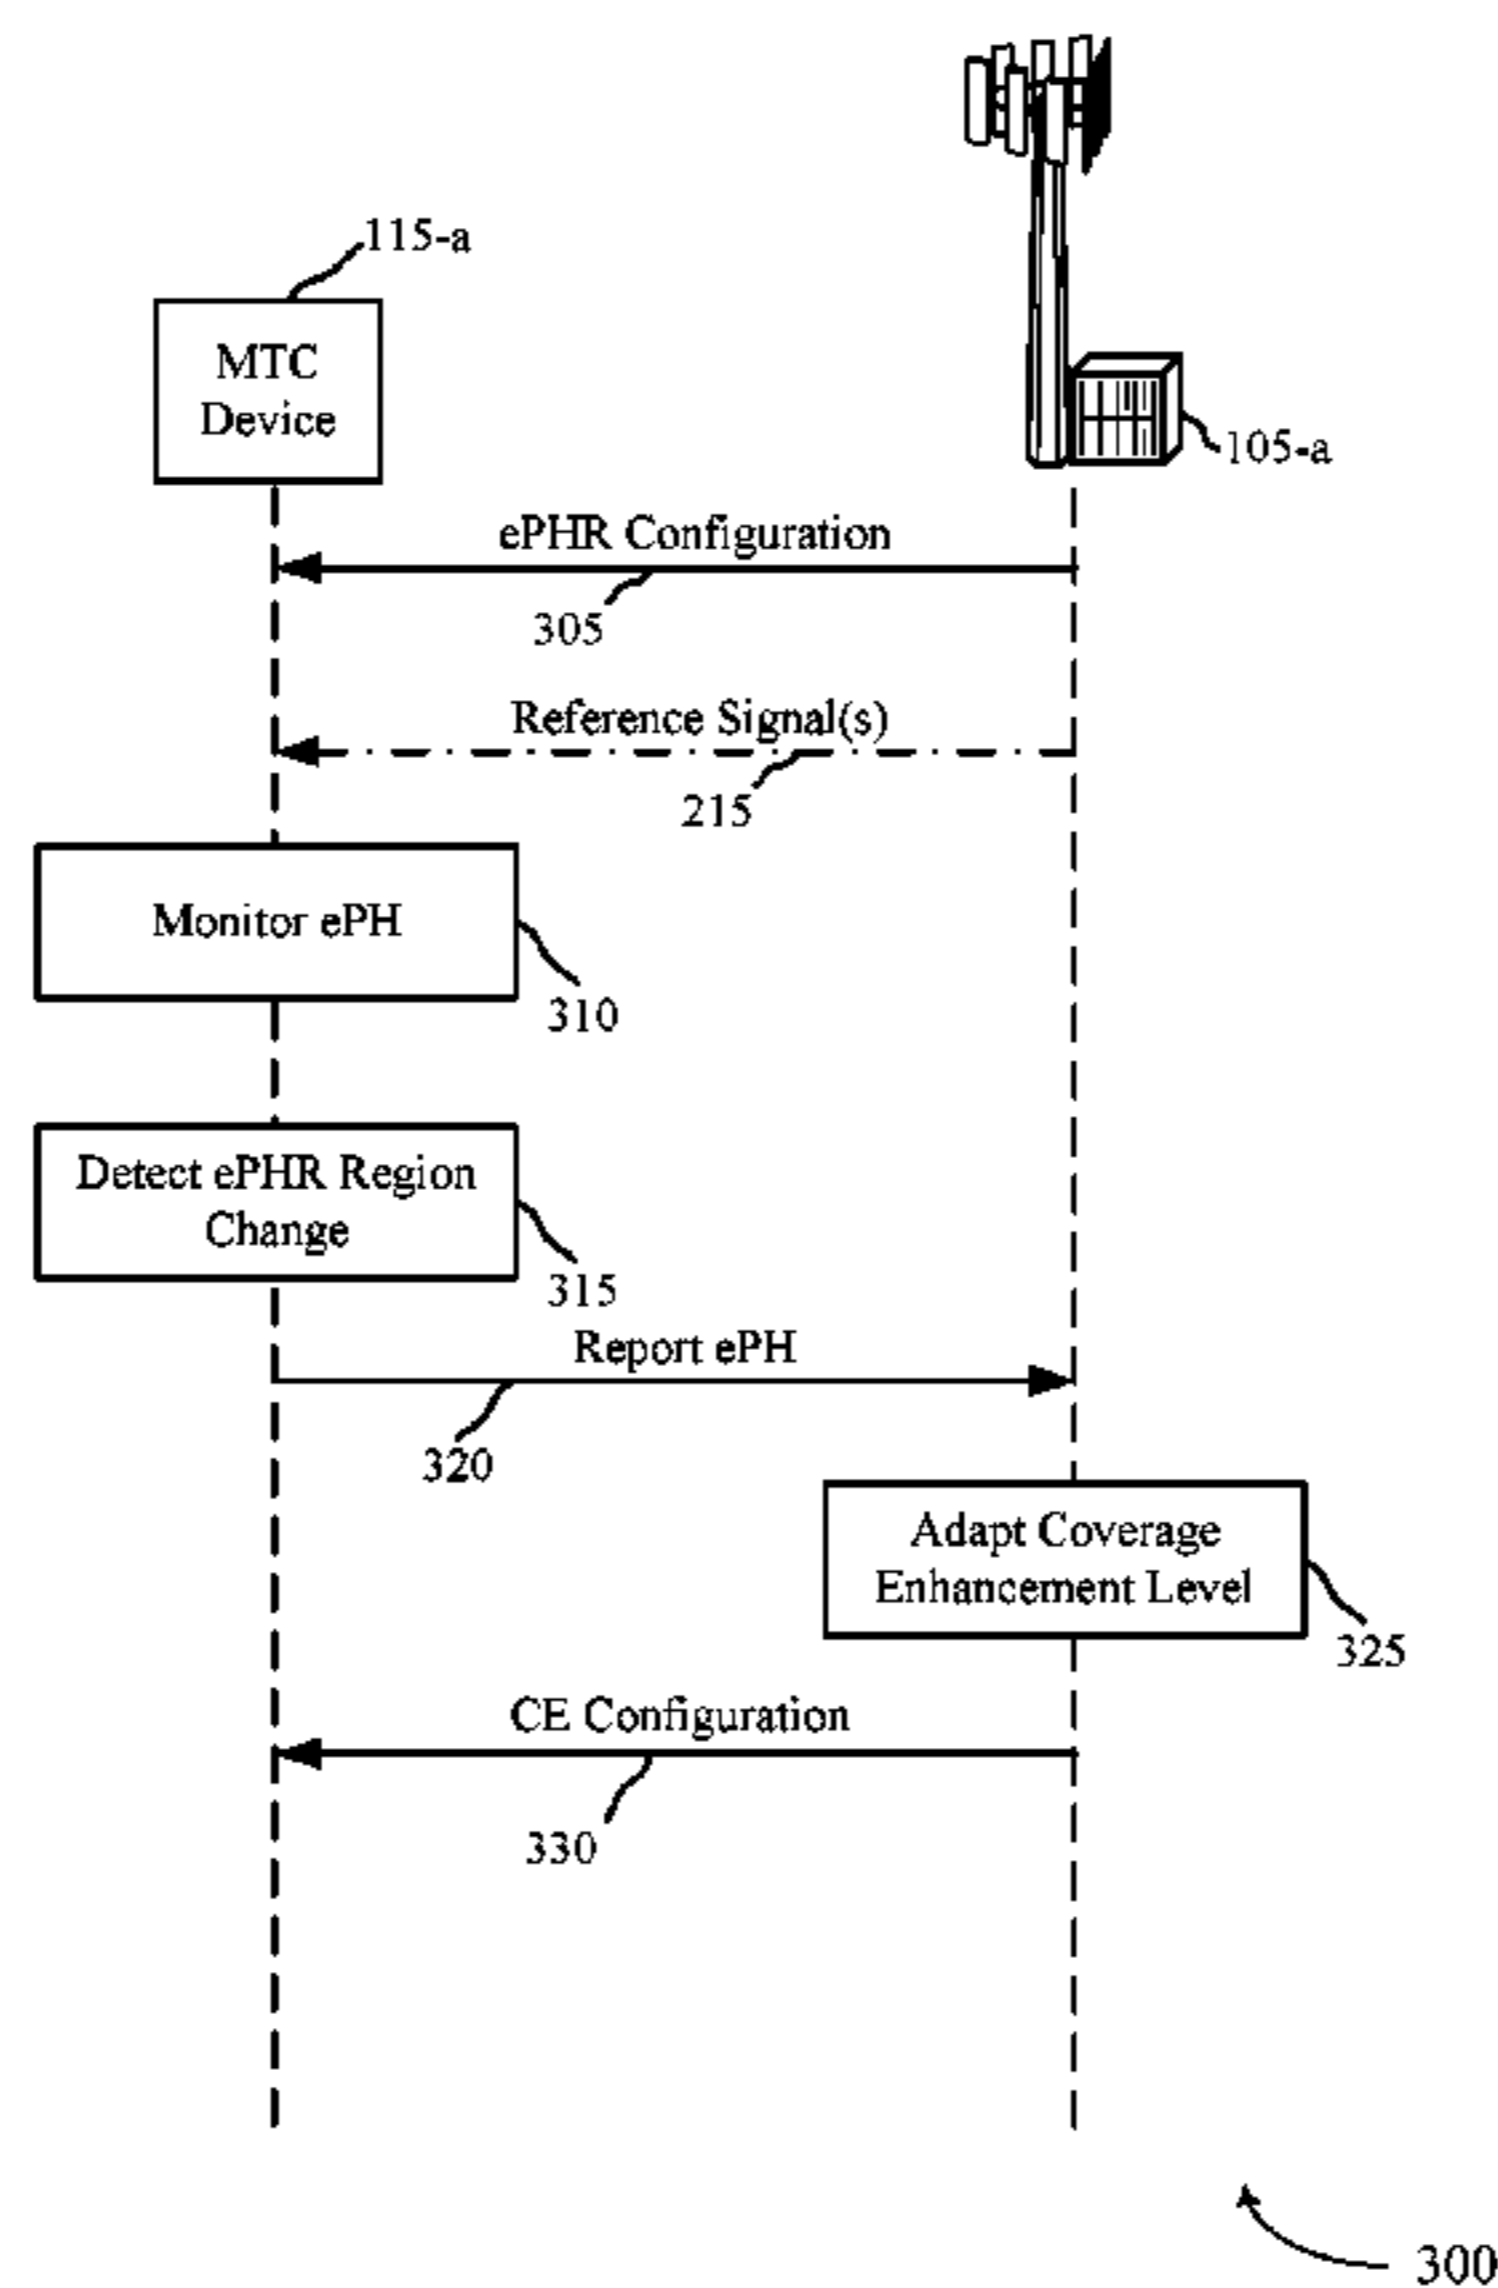 115-a
MTC
Device
105-a
ePHR Configuration
305
Reference Signal(s)
215
Monitor ePH
310
Detect ePHR Region
Change
315
Report ePH
320
Adapt Coverage
Enhancement Level
325
CE Configuration
330
300